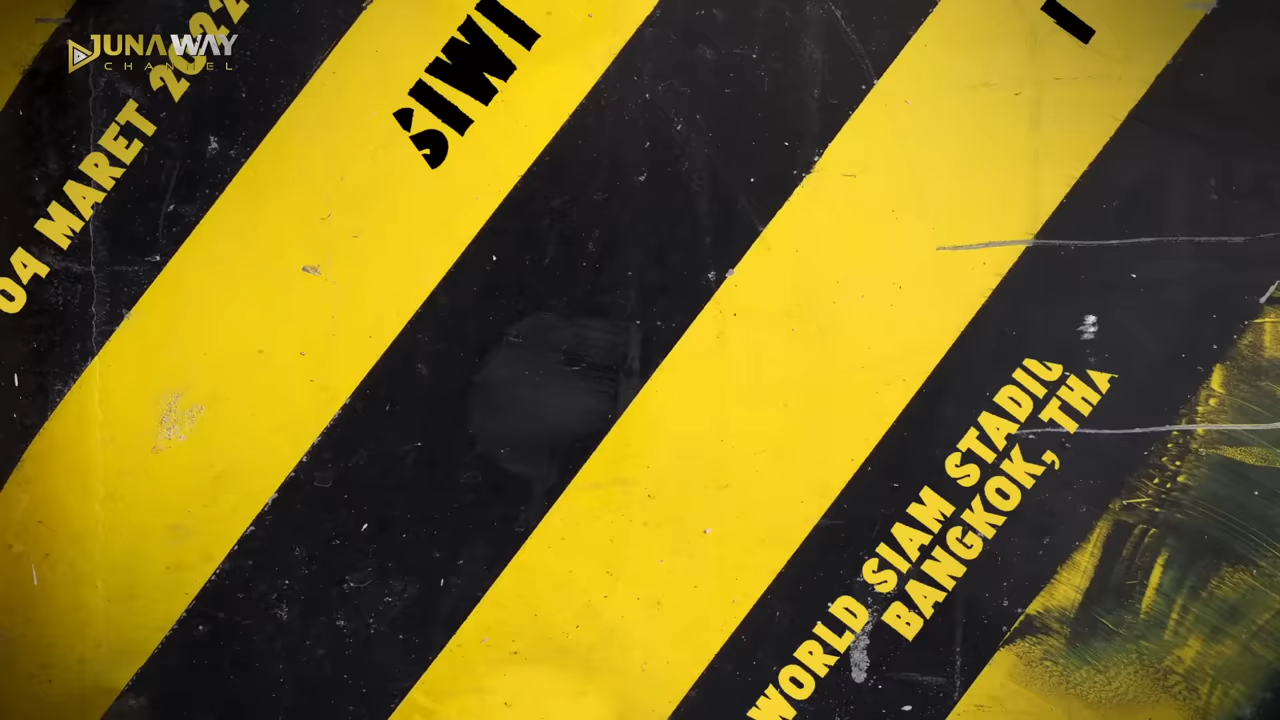 JUNAWAY
CHANNEL
04 MARET 2022
SIWI
WORLD SIAM STADIU
BANGKOK, THA